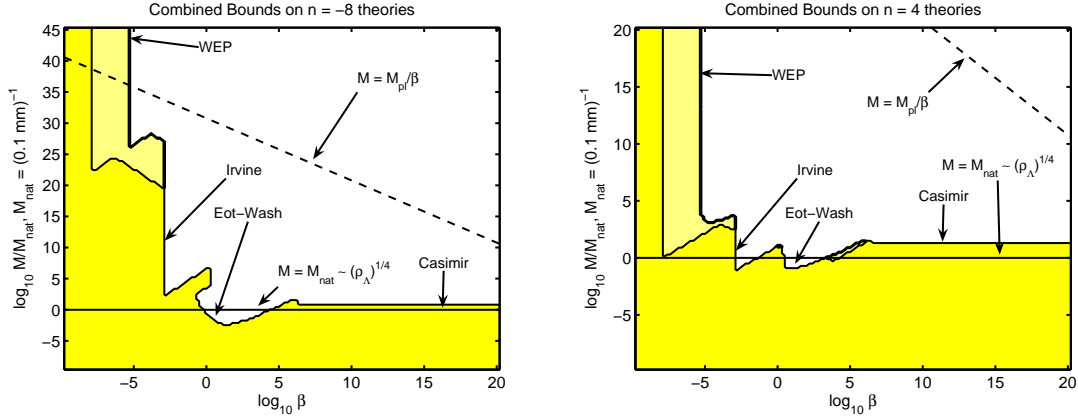 Combined Bounds on n = −8 theories
log₁₀ M/Mₙₐₜ, Mₙₐₜ = (0.1 mm)⁻¹
45
40
35
30
25
20
15
10
5
0
−5
WEP
M = Mₚₗ/β
Irvine
Eot−Wash
M = Mₙₐₜ ~ (ρ_Λ)^1/4
Casimir
−5 0 5 10 15 20
log₁₀ β
Combined Bounds on n = 4 theories
log₁₀ M/Mₙₐₜ, Mₙₐₜ = (0.1 mm)⁻¹
20
15
10
5
0
−5
WEP
M = Mₚₗ/β
M = Mₙₐₜ ~ (ρ_Λ)^1/4
Irvine
Casimir
Eot−Wash
−5 0 5 10 15 20
log₁₀ β